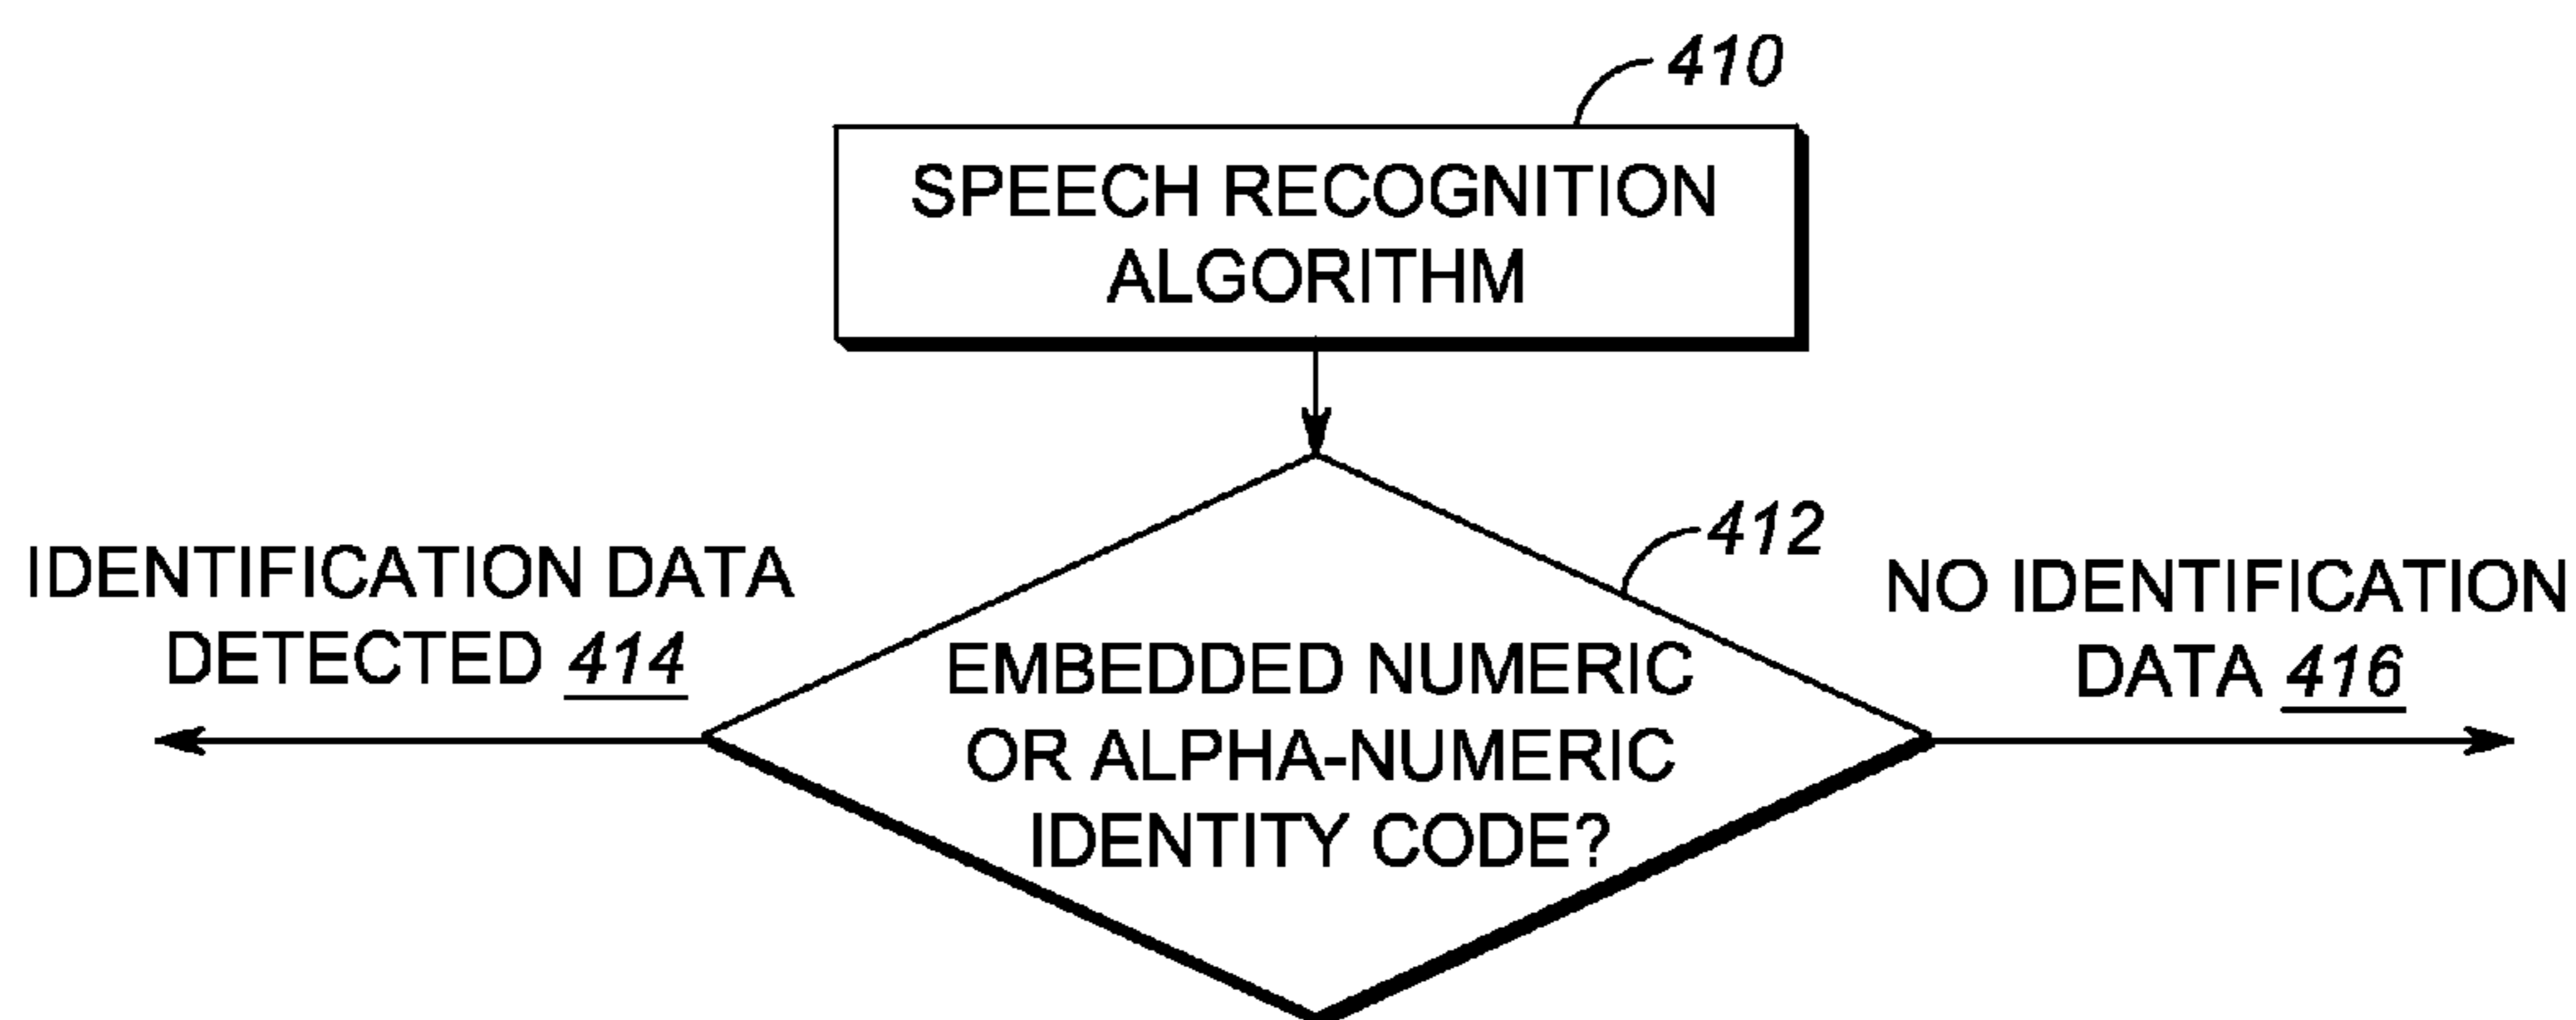 410
SPEECH RECOGNITION
ALGORITHM
412
IDENTIFICATION DATA
DETECTED 414
NO IDENTIFICATION
DATA 416
EMBEDDED NUMERIC
OR ALPHA-NUMERIC
IDENTITY CODE?